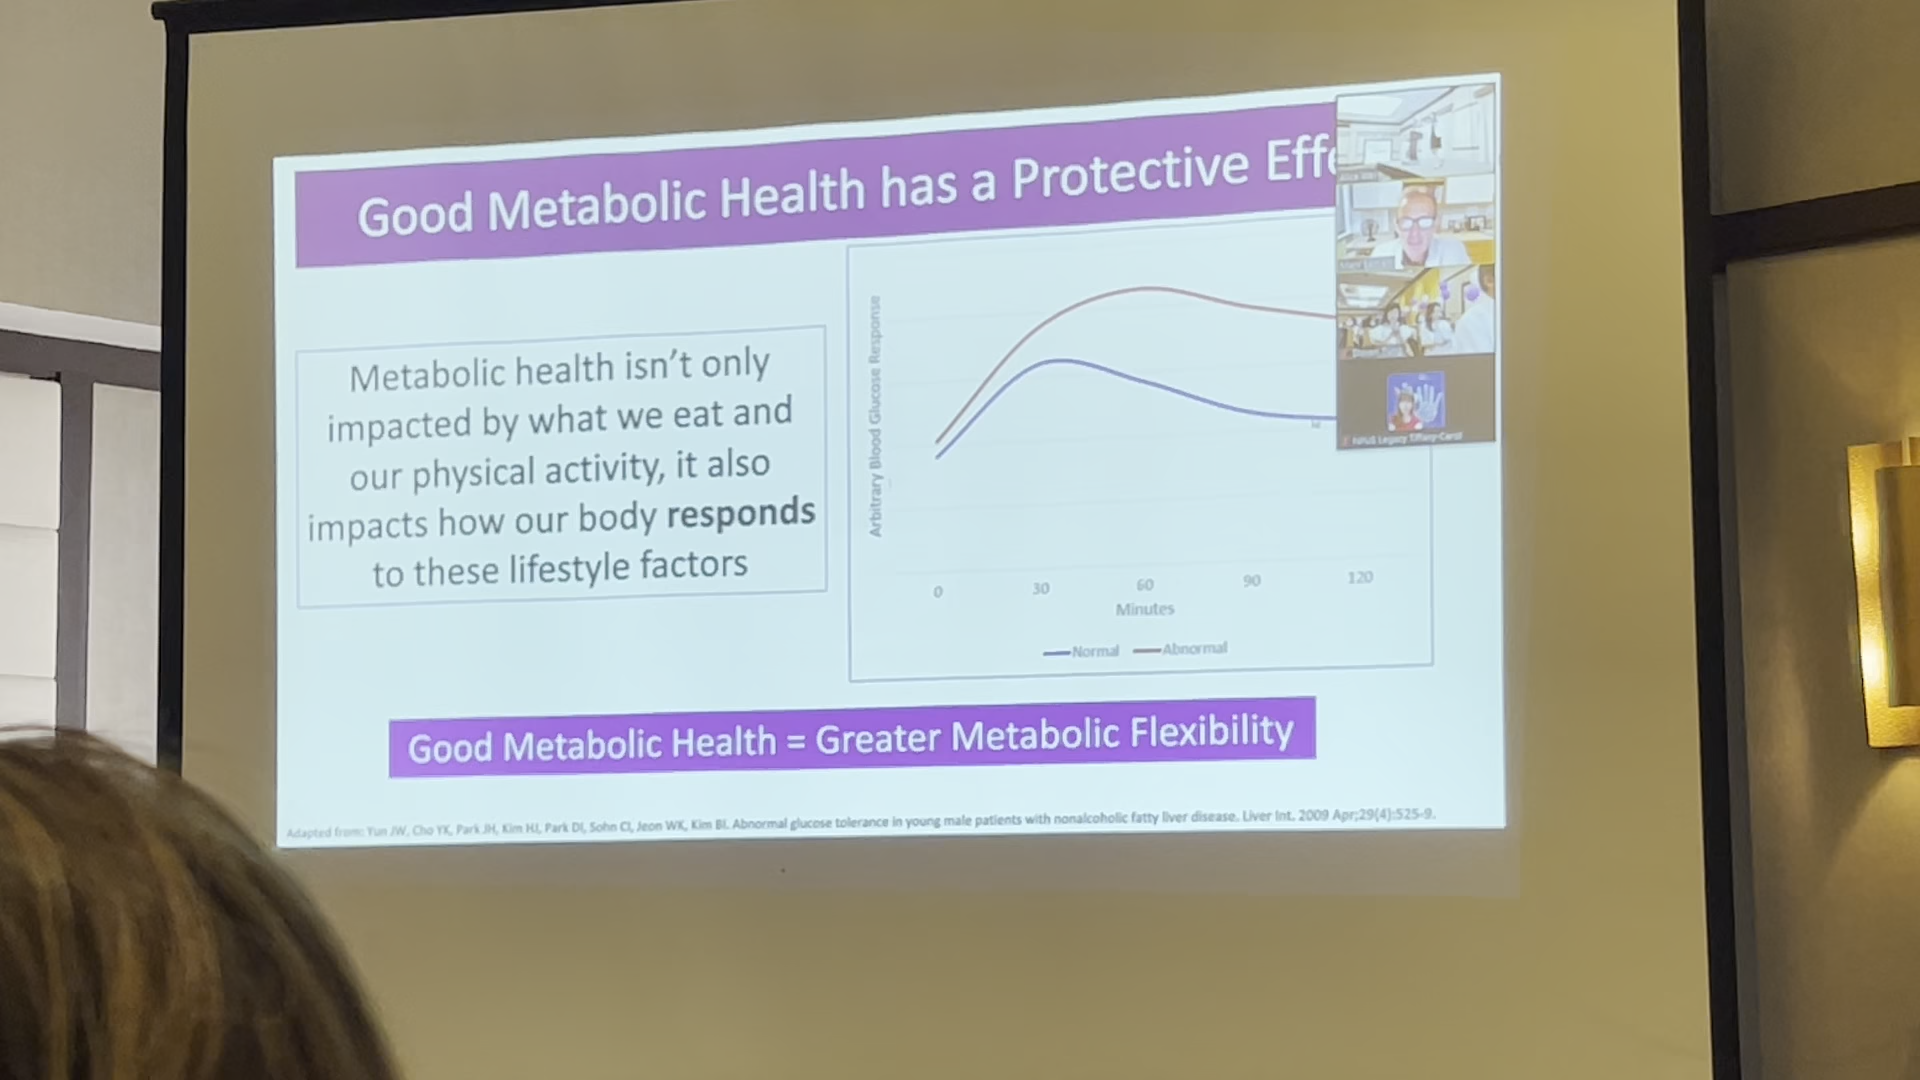 Good Metabolic Health has a Protective Effe
Metabolic health isn't only
impacted by what we eat and
our physical activity, it also
impacts how our body responds
to these lifestyle factors
Arbitrary Blood Glucose Response
0 30 60 90 120
Minutes
Normal Abnormal
Good Metabolic Health = Greater Metabolic Flexibility
Adapted from: Yun JW, Cho YK, Park JH, Kim HJ, Park DI, Sohn CI, Jeon WK, Kim BI. Abnormal glucose tolerance in young male patients with nonalcoholic fatty liver disease. Liver Int. 2009 Apr;29(4):525-9.
Legacy Tiffany-Carol